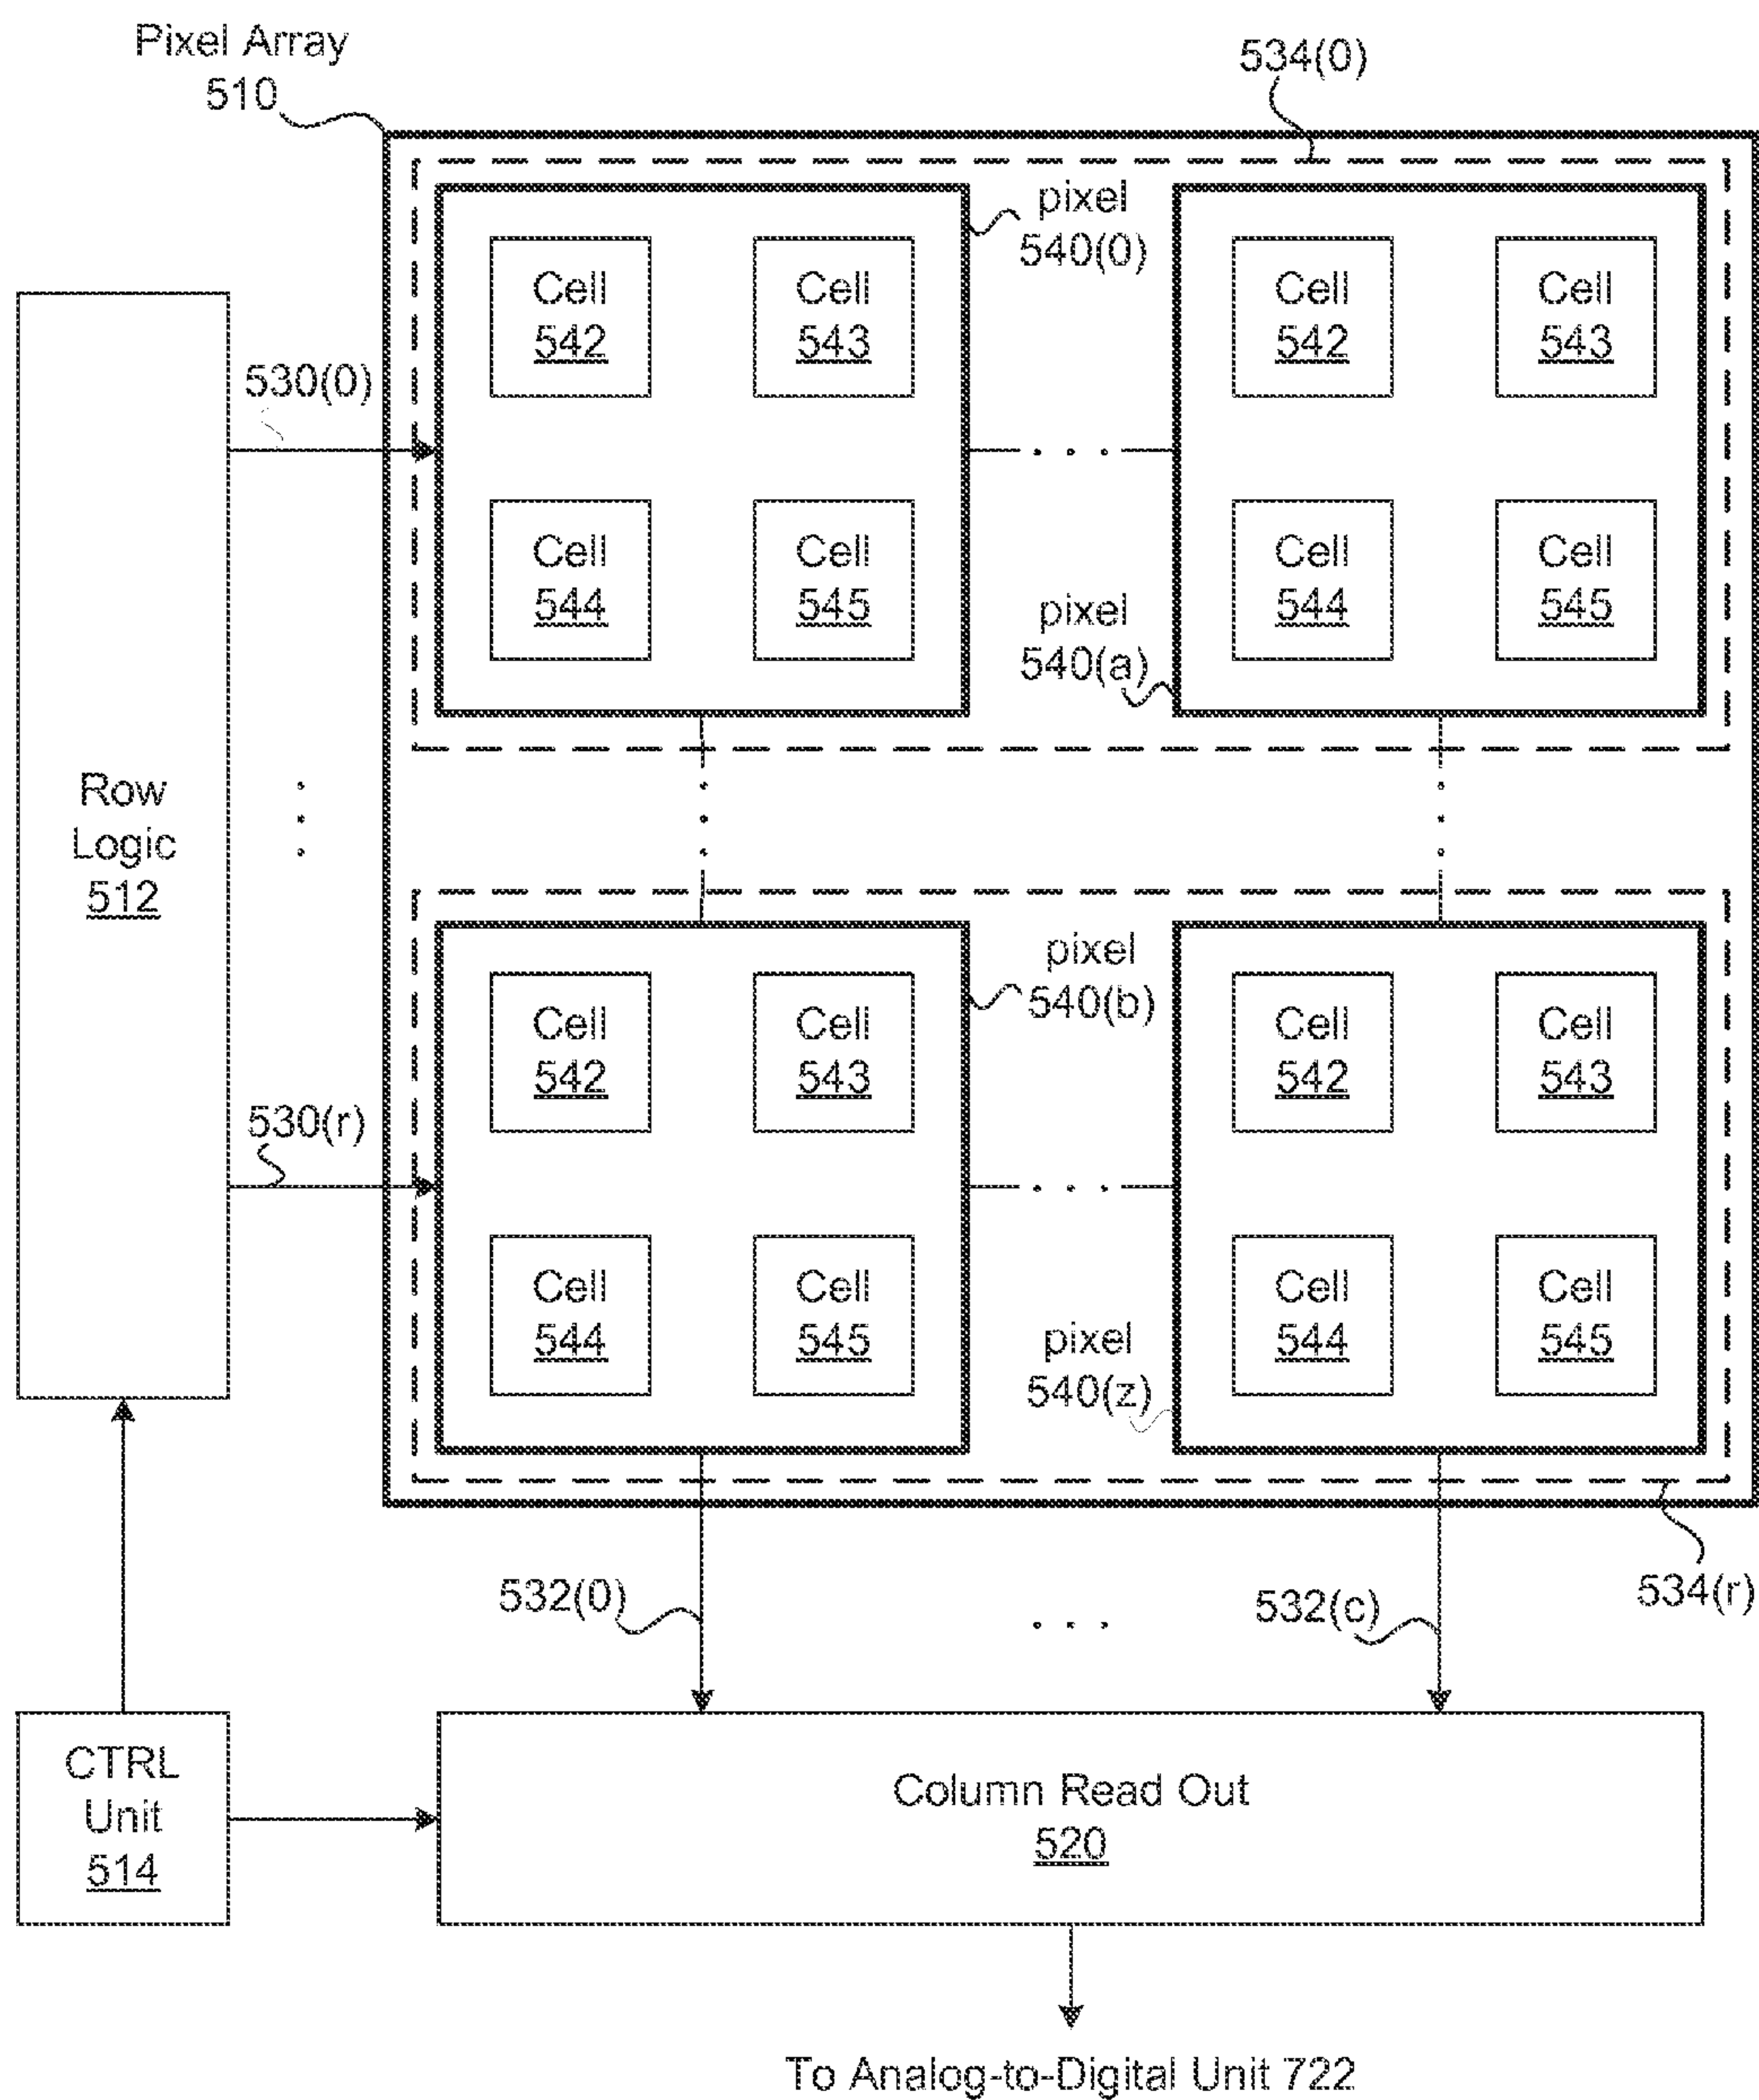 Pixel Array
510
534(0)
pixel
540(0)
Cell
542
Cell
543
Cell
542
Cell
543
530(0)
. . .
Cell
544
Cell
545
pixel
540(a)
Cell
544
Cell
545
Row
Logic
512
pixel
540(b)
Cell
542
Cell
543
Cell
542
Cell
543
530(r)
. . .
Cell
544
Cell
545
pixel
540(z)
Cell
544
Cell
545
532(0)
. . .
532(c)
534(r)
CTRL
Unit
514
Column Read Out
520
To Analog-to-Digital Unit 722